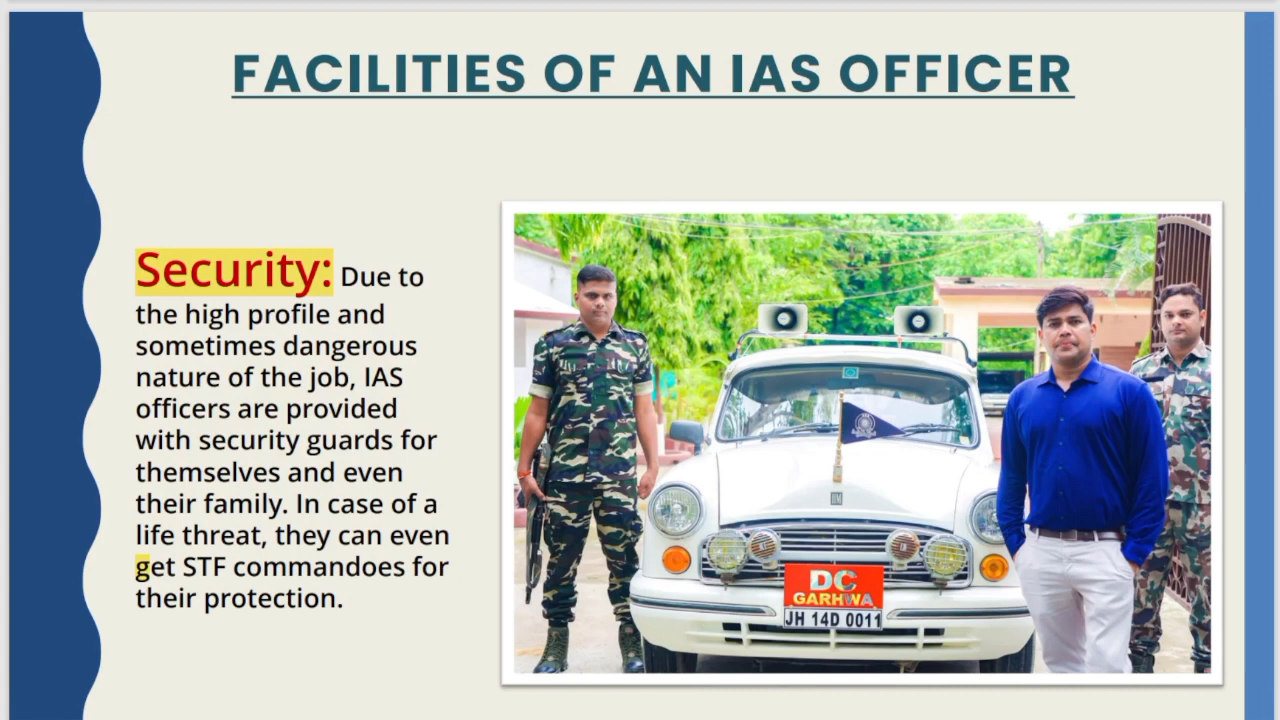 FACILITIES OF AN IAS OFFICER
Security: Due to
the high profile and
sometimes dangerous
nature of the job, IAS
officers are provided
with security guards for
themselves and even
their family. In case of a
life threat, they can even
get STF commandoes for
their protection.
DC
GARHWA
JH 14D 0011